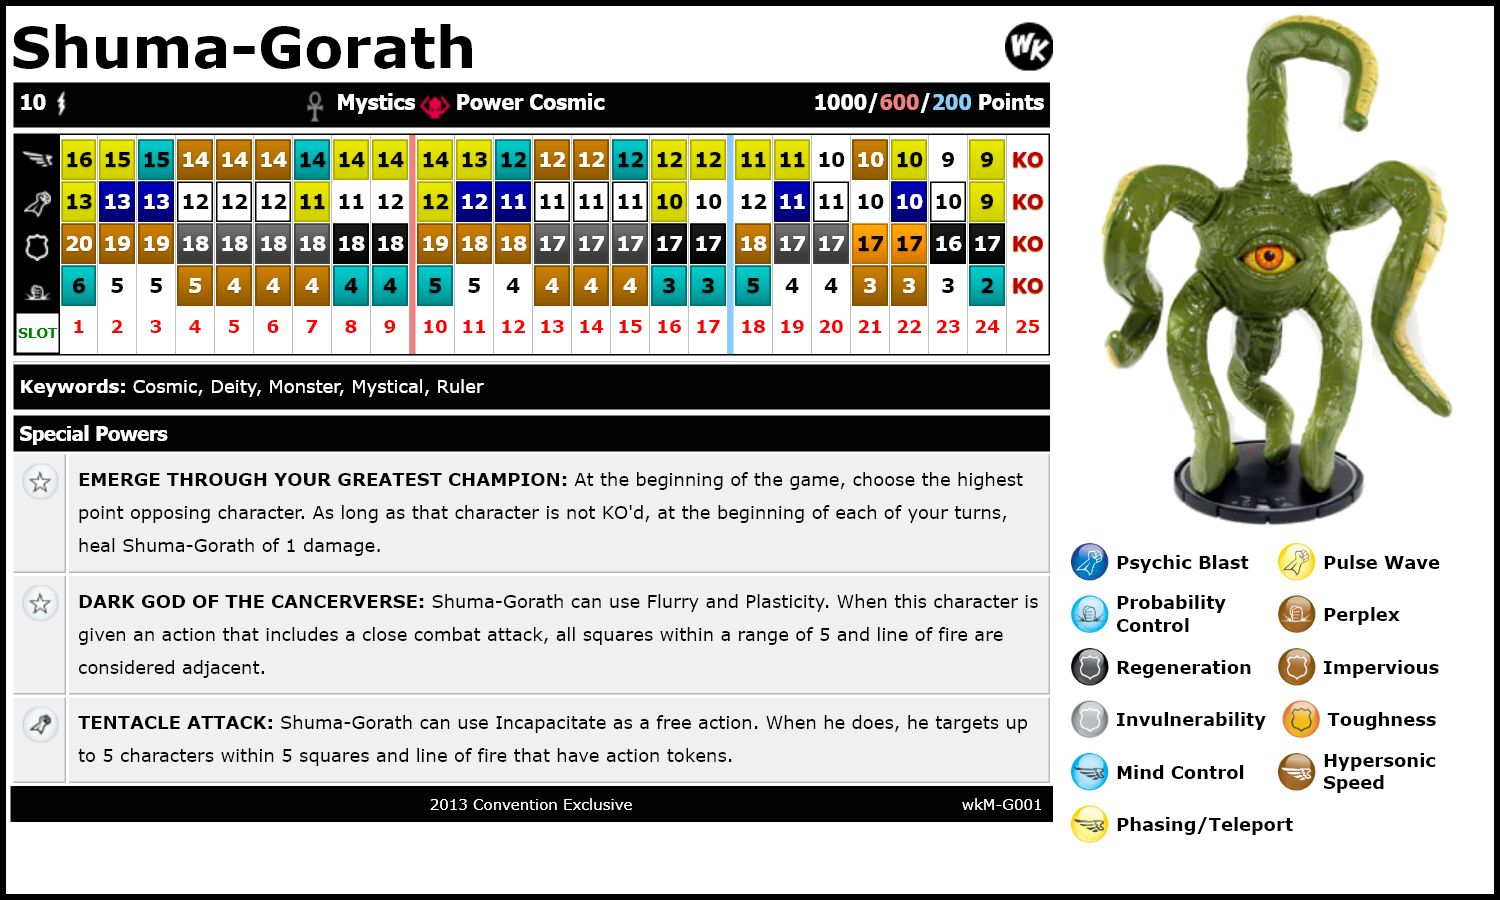 Shuma-Gorath
WK
10 Mystics Power Cosmic 1000/600/200 Points
16 15 15 14 14 14 14 14 14 14 13 12 12 12 12 12 12 11 11 10 10 10 9 9 KO
13 13 13 12 12 12 11 11 12 12 12 11 11 11 11 10 10 12 11 11 10 10 10 9 KO
20 19 19 18 18 18 18 18 18 19 18 18 17 17 17 17 17 18 17 17 17 17 16 17 KO
6 5 5 5 4 4 4 4 4 5 5 4 4 4 4 3 3 5 4 4 3 3 3 2 KO
SLOT 1 2 3 4 5 6 7 8 9 10 11 12 13 14 15 16 17 18 19 20 21 22 23 24 25
Keywords: Cosmic, Deity, Monster, Mystical, Ruler
Special Powers
EMERGE THROUGH YOUR GREATEST CHAMPION: At the beginning of the game, choose the highest
point opposing character. As long as that character is not KO'd, at the beginning of each of your turns,
heal Shuma-Gorath of 1 damage.
DARK GOD OF THE CANCERVERSE: Shuma-Gorath can use Flurry and Plasticity. When this character is
given an action that includes a close combat attack, all squares within a range of 5 and line of fire are
considered adjacent.
TENTACLE ATTACK: Shuma-Gorath can use Incapacitate as a free action. When he does, he targets up
to 5 characters within 5 squares and line of fire that have action tokens.
2013 Convention Exclusive wkM-G001
Psychic Blast Pulse Wave
Probability
Control Perplex
Regeneration Impervious
Invulnerability Toughness
Mind Control Hypersonic
Speed
Phasing/Teleport